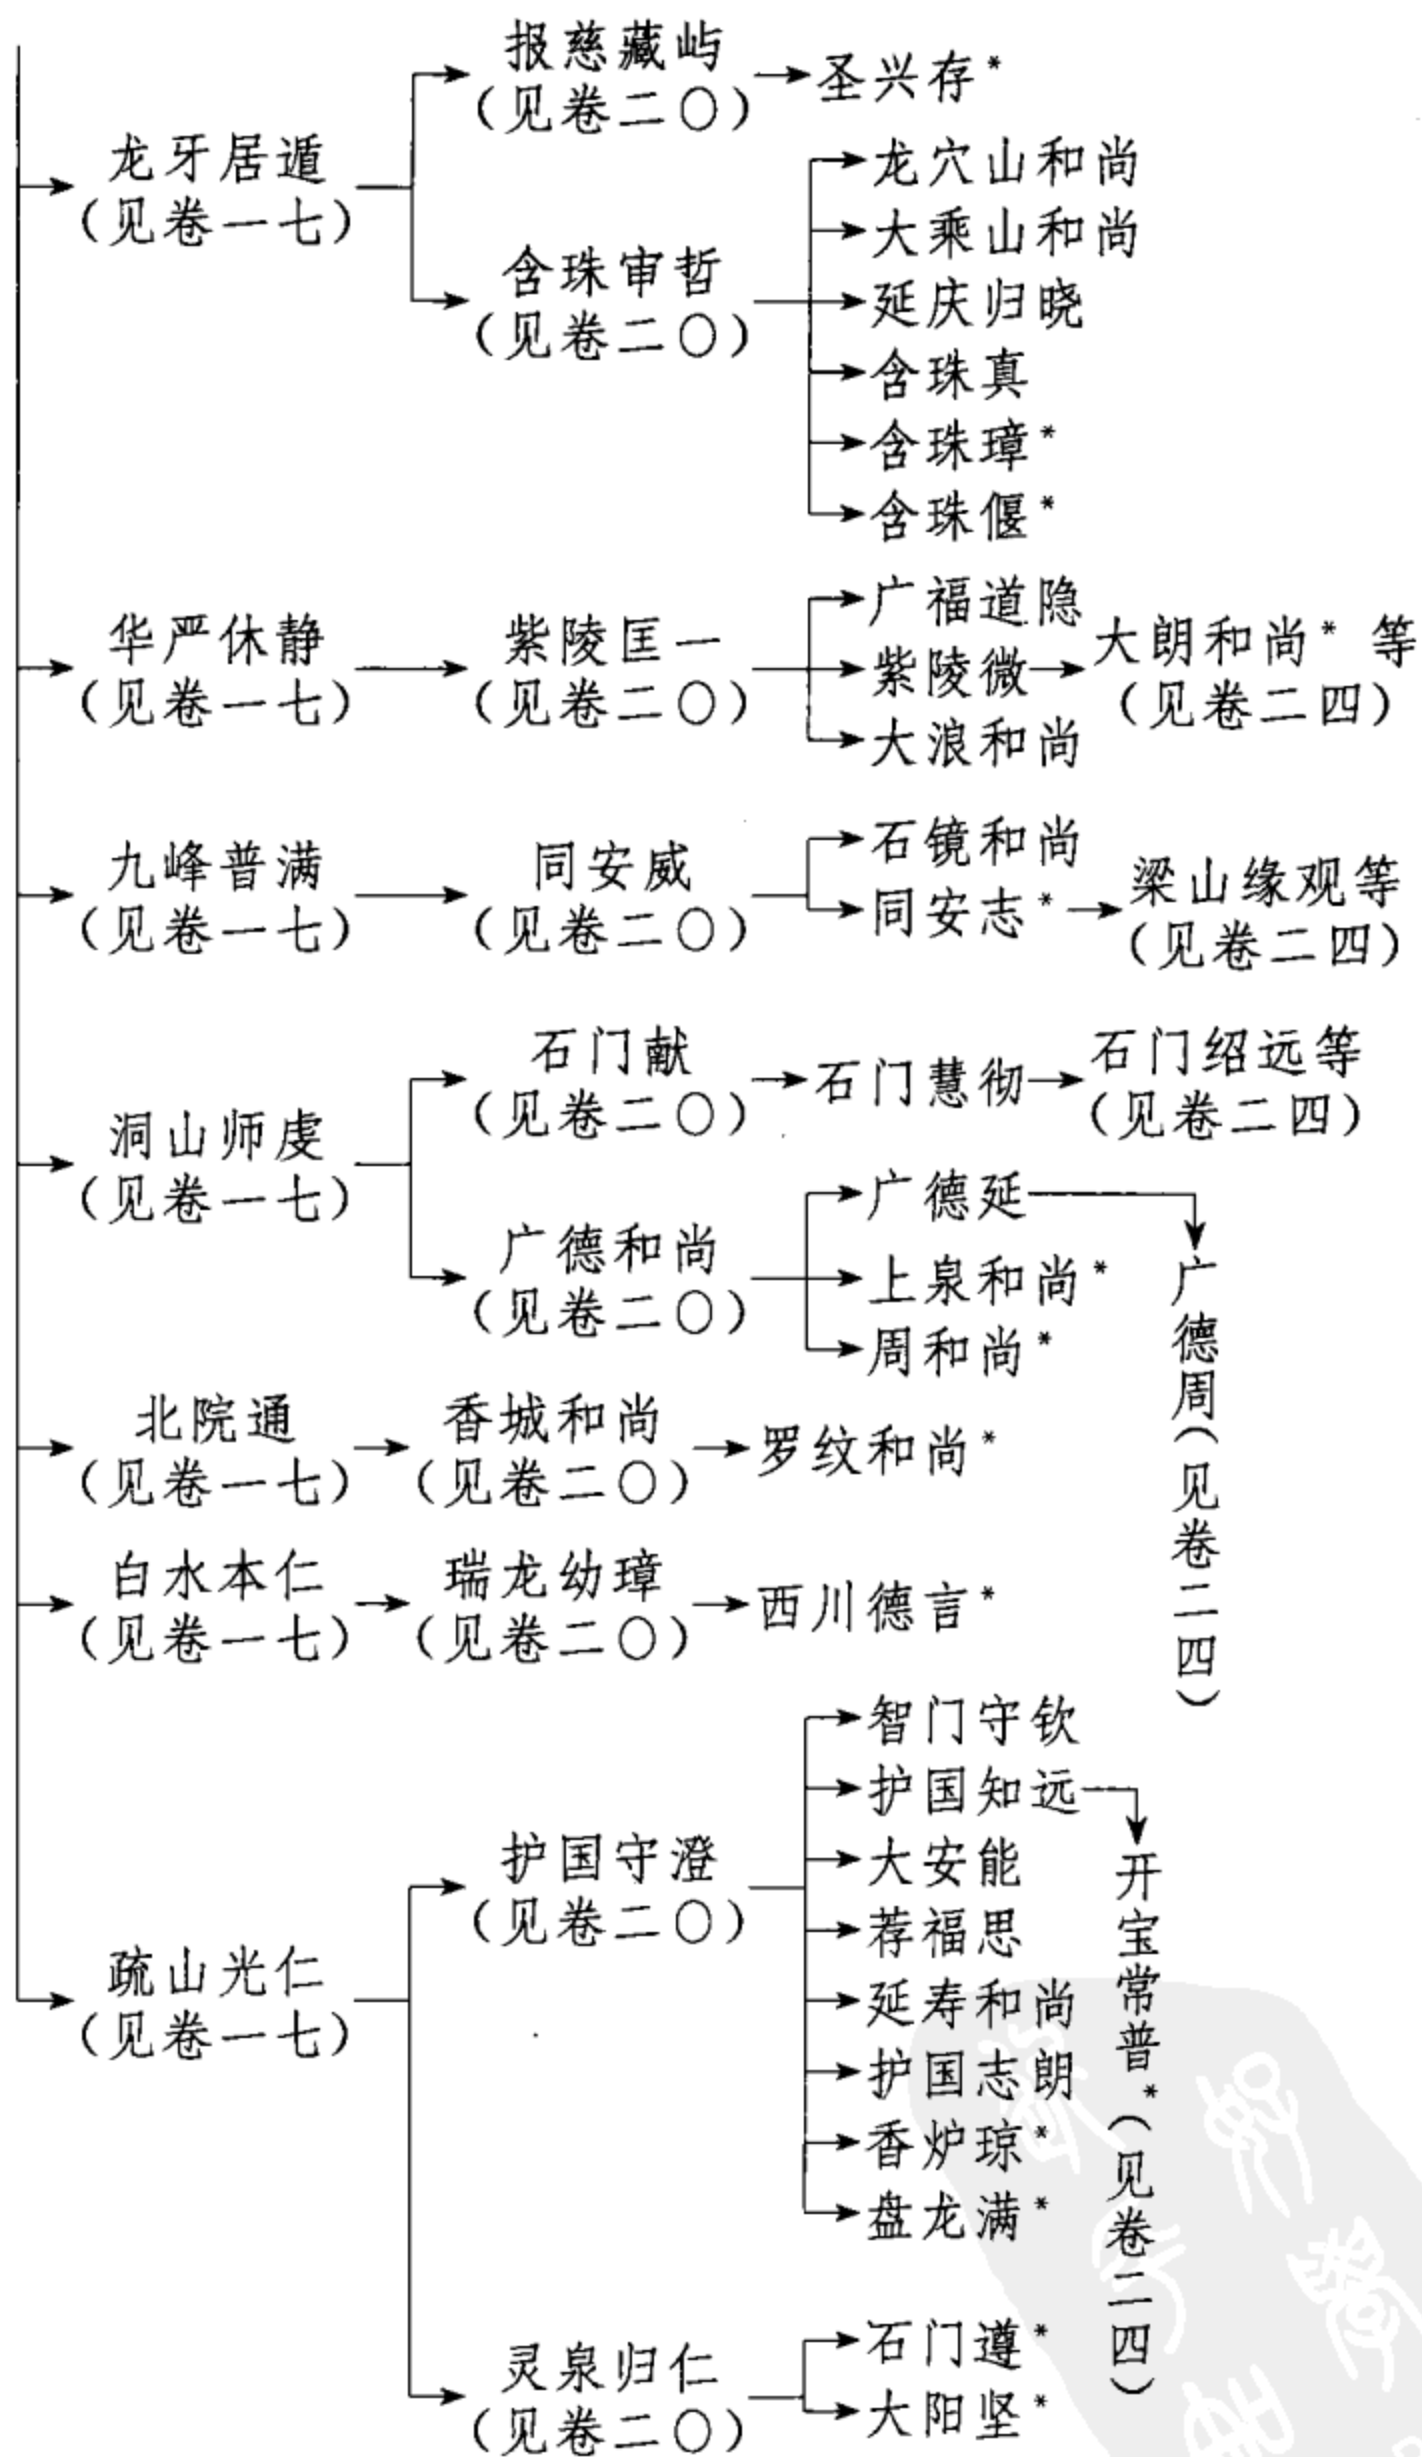 报慈藏屿
（见卷二〇）
圣兴存*
龙牙居遁
（见卷一七）
龙穴山和尚
大乘山和尚
含珠审哲
（见卷二〇）
延庆归晓
含珠真
含珠璋*
含珠偃*
华严休静
（见卷一七）
紫陵匡一
（见卷二〇）
广福道隐
紫陵微
大浪和尚
大朗和尚* 等
（见卷二四）
九峰普满
（见卷一七）
同安威
（见卷二〇）
石镜和尚
同安志*
梁山缘观等
（见卷二四）
洞山师虔
（见卷一七）
石门献
（见卷二〇）
石门慧彻
石门绍远等
（见卷二四）
广德和尚
（见卷二〇）
广德延
上泉和尚*
周和尚*
广德周（见卷二四）
北院通
（见卷一七）
香城和尚
（见卷二〇）
罗纹和尚*
白水本仁
（见卷一七）
瑞龙幼璋
（见卷二〇）
西川德言*
疏山光仁
（见卷一七）
护国守澄
（见卷二〇）
智门守钦
护国知远
大安能
荐福思
延寿和尚
护国志朗
香炉琼*
盘龙满*
开宝常普*（见卷二四）
灵泉归仁
（见卷二〇）
石门遵*
大阳坚*